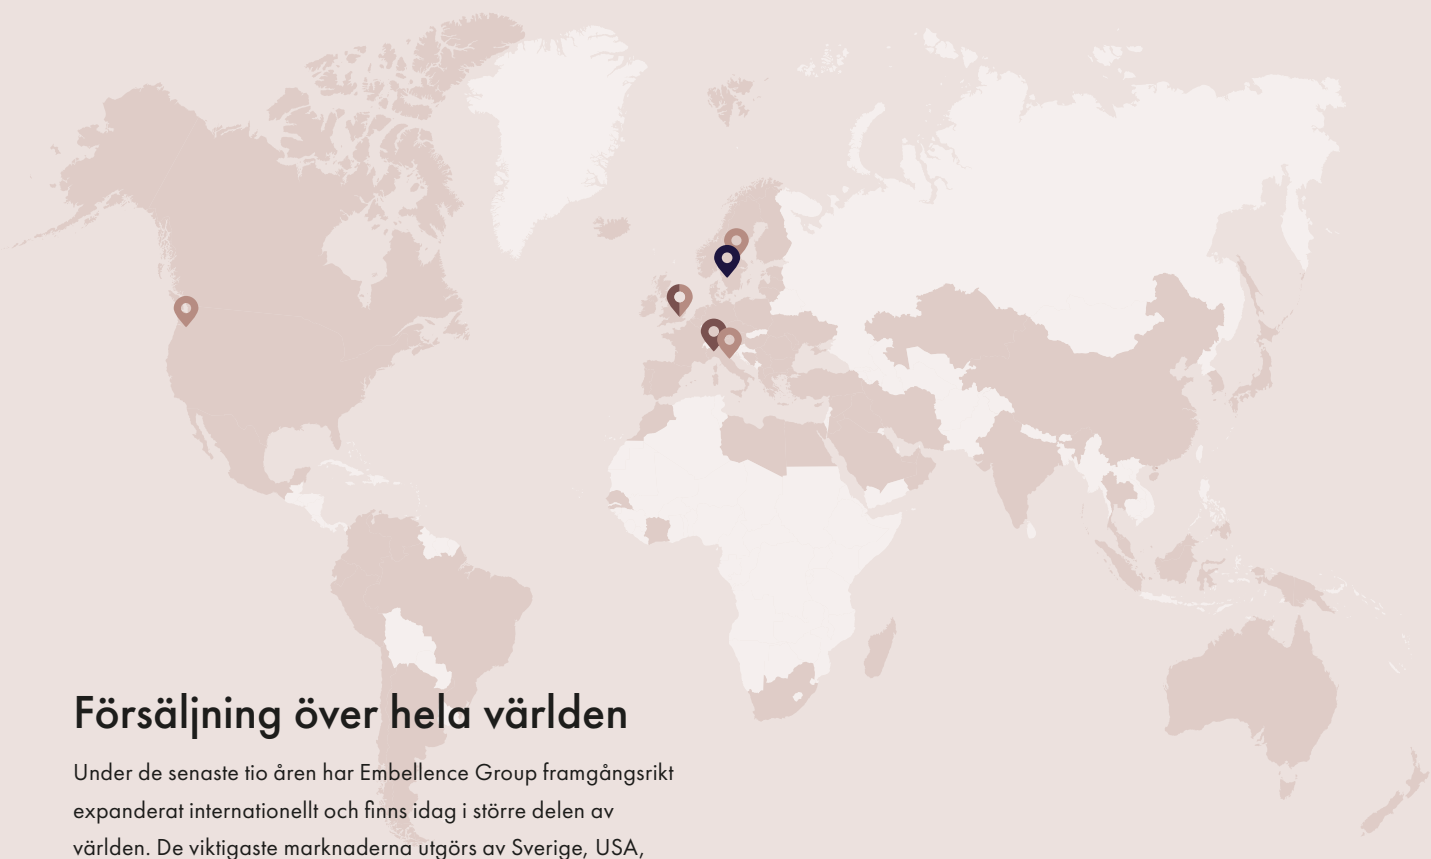 Försäljning över hela världen
Under de senaste tio åren har Embellence Group framgångsrikt
expanderat internationellt och finns idag i större delen av
världen. De viktigaste marknaderna utgörs av Sverige, USA,